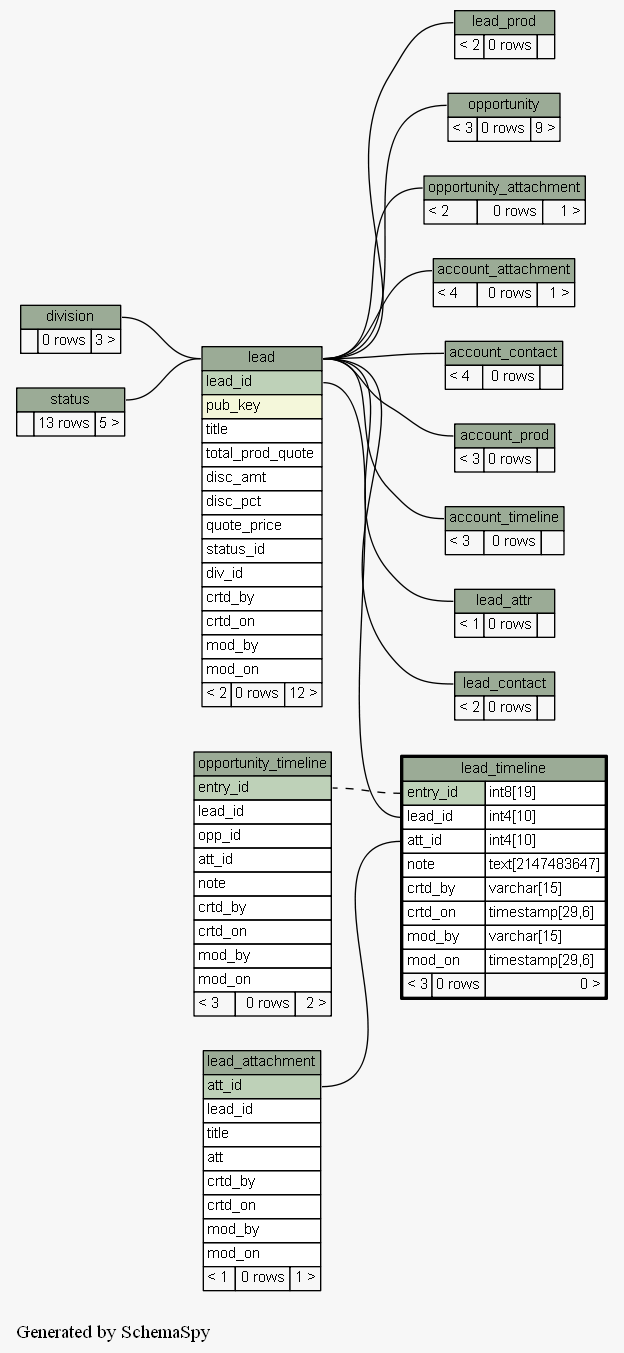 lead_prod
< 2 0 rows
opportunity
< 3 0 rows 9 >
opportunity_attachment
< 2 0 rows 1 >
account_attachment
< 4 0 rows 1 >
division
0 rows 3 >
account_contact
< 4 0 rows
status
13 rows 5 >
account_prod
< 3 0 rows
account_timeline
< 3 0 rows
lead_attr
< 1 0 rows
lead_contact
< 2 0 rows
lead
lead_id
pub_key
title
total_prod_quote
disc_amt
disc_pct
quote_price
status_id
div_id
crtd_by
crtd_on
mod_by
mod_on
< 2 0 rows 12 >
opportunity_timeline
entry_id
lead_id
opp_id
att_id
note
crtd_by
crtd_on
mod_by
mod_on
< 3 0 rows 2 >
lead_timeline
entry_id int8[19]
lead_id int4[10]
att_id int4[10]
note text[2147483647]
crtd_by varchar[15]
crtd_on timestamp[29,6]
mod_by varchar[15]
mod_on timestamp[29,6]
< 3 0 rows 0 >
lead_attachment
att_id
lead_id
title
att
crtd_by
crtd_on
mod_by
mod_on
< 1 0 rows 1 >
Generated by SchemaSpy